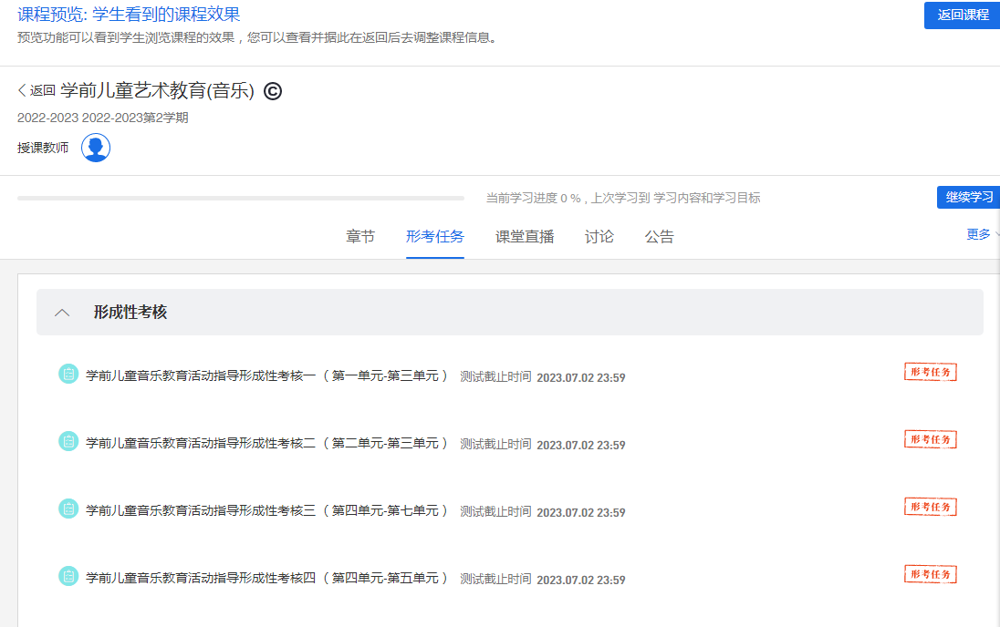 课程预览: 学生看到的课程效果
返回课程
预览功能可以看到学生浏览课程的效果，您可以查看并据此在返回后去调整课程信息。
返回 学前儿童艺术教育(音乐) ©
2022-2023 2022-2023第2学期
授课教师
当前学习进度 0 % , 上次学习到 学习内容和学习目标
继续学习
章节 形考任务 课堂直播 讨论 公告
更多
形成性考核
学前儿童音乐教育活动指导形成性考核一（ 第一单元-第三单元 ） 测试截止时间 2023.07.02 23:59
形考任务
学前儿童音乐教育活动指导形成性考核二（ 第二单元-第三单元 ） 测试截止时间 2023.07.02 23:59
形考任务
学前儿童音乐教育活动指导形成性考核三（ 第四单元-第七单元 ） 测试截止时间 2023.07.02 23:59
形考任务
学前儿童音乐教育活动指导形成性考核四（ 第四单元-第五单元 ） 测试截止时间 2023.07.02 23:59
形考任务